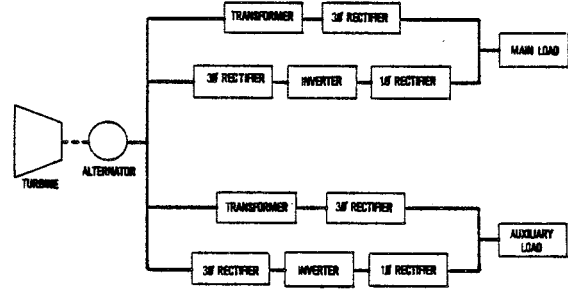 TRANSFORMER
3Ø RECTIFIER
MAIN LOAD
3Ø RECTIFIER
INVERTER
1Ø RECTIFIER
TURBINE
ALTERNATOR
TRANSFORMER
3Ø RECTIFIER
AUXILIARY
LOAD
3Ø RECTIFIER
INVERTER
1Ø RECTIFIER